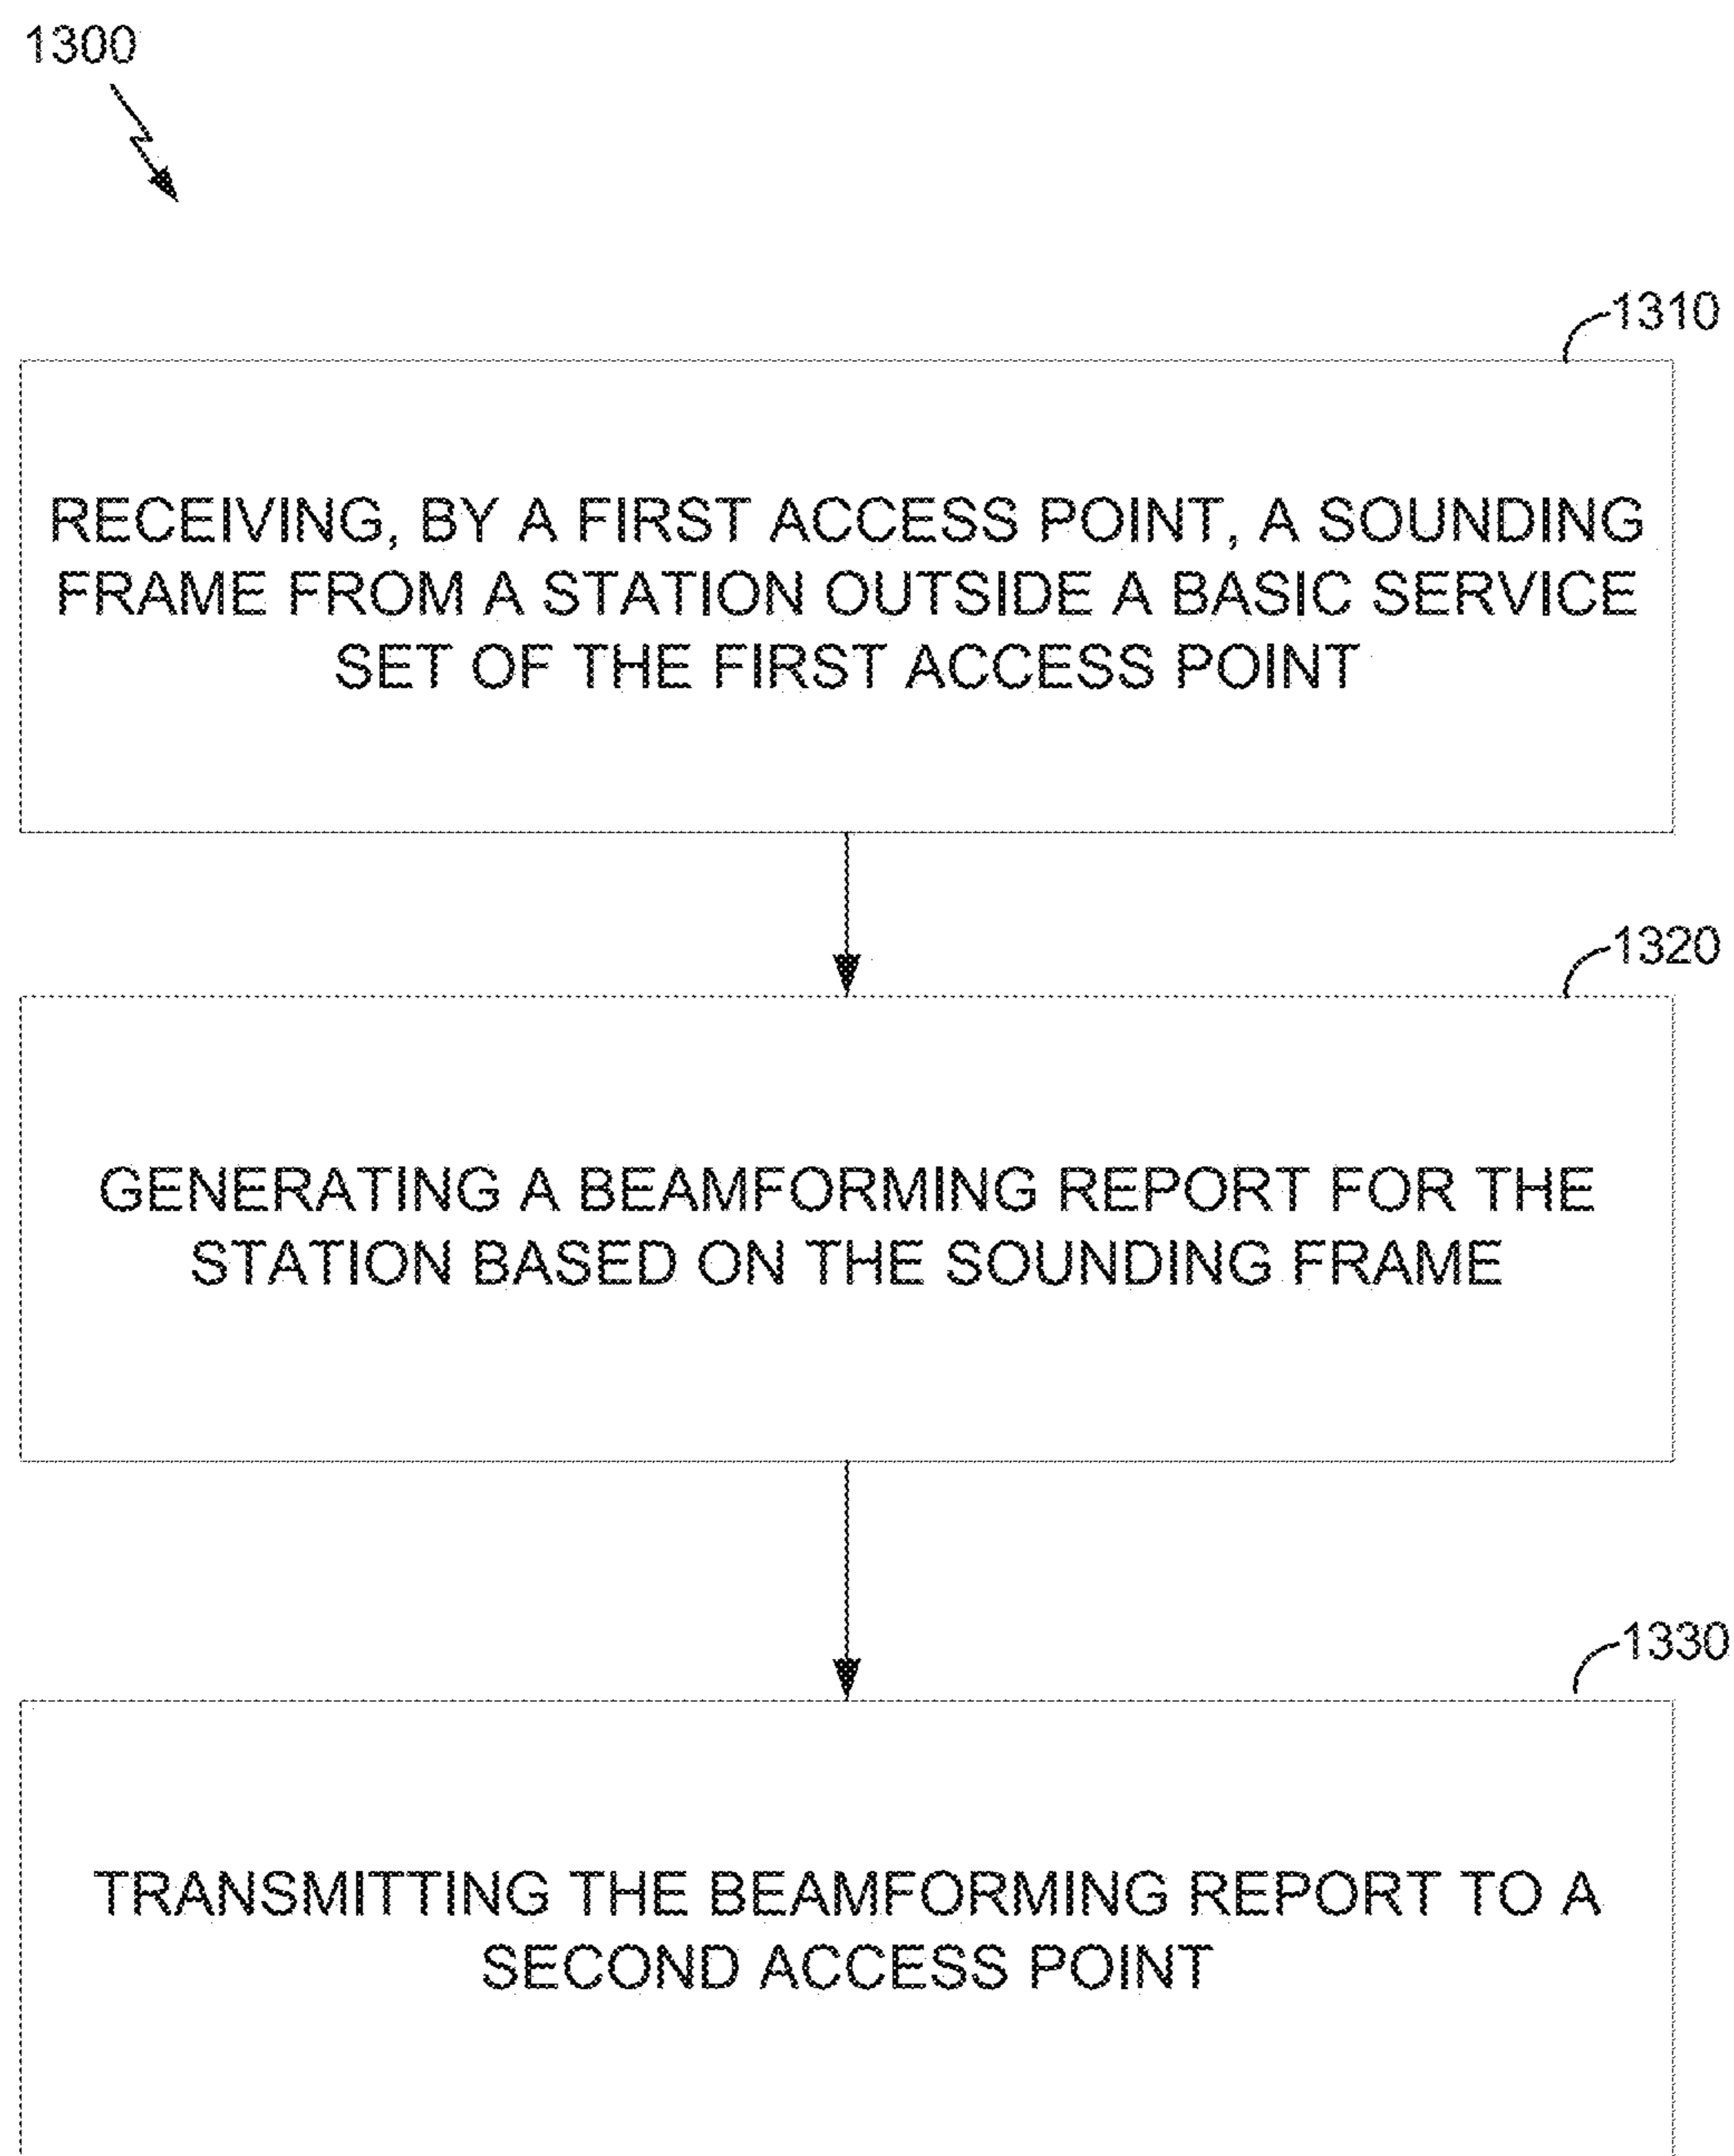 1300
1310
RECEIVING, BY A FIRST ACCESS POINT, A SOUNDING
FRAME FROM A STATION OUTSIDE A BASIC SERVICE
SET OF THE FIRST ACCESS POINT
1320
GENERATING A BEAMFORMING REPORT FOR THE
STATION BASED ON THE SOUNDING FRAME
1330
TRANSMITTING THE BEAMFORMING REPORT TO A
SECOND ACCESS POINT